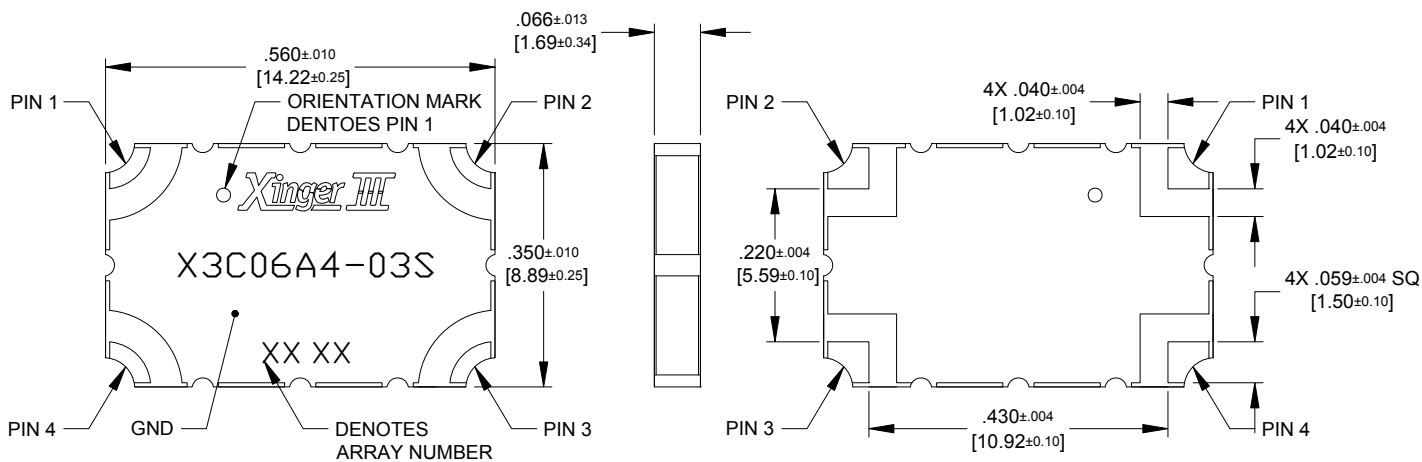 .560±.010
[14.22±0.25]
PIN 1
ORIENTATION MARK
DENTOES PIN 1
PIN 2
Xinger III
X3C06A4-03S
.350±.010
[8.89±0.25]
XX XX
PIN 4
GND
DENOTES
ARRAY NUMBER
PIN 3
.066±.013
[1.69±0.34]
PIN 2
4X .040±.004
[1.02±0.10]
PIN 1
4X .040±.004
[1.02±0.10]
.220±.004
[5.59±0.10]
4X .059±.004 SQ
[1.50±0.10]
PIN 3
.430±.004
[10.92±0.10]
PIN 4